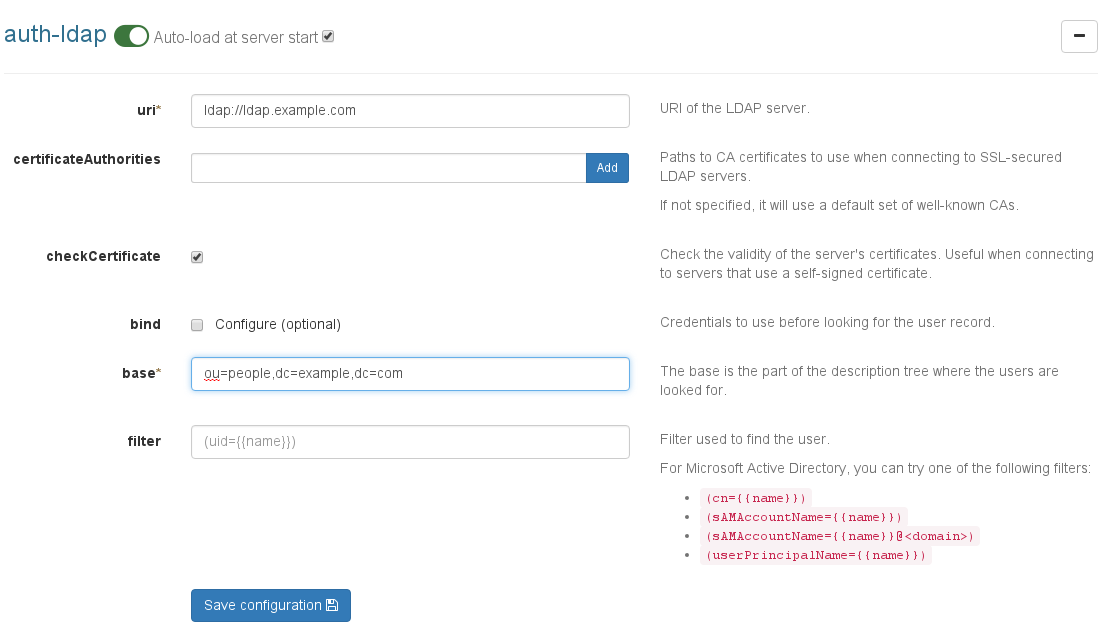 auth-ldap Auto-load at server start
uri*
ldap://ldap.example.com
URI of the LDAP server.
certificateAuthorities
Add
Paths to CA certificates to use when connecting to SSL-secured
LDAP servers.
If not specified, it will use a default set of well-known CAs.
checkCertificate
Check the validity of the server's certificates. Useful when connecting
to servers that use a self-signed certificate.
bind
Configure (optional)
Credentials to use before looking for the user record.
base*
ou=people,dc=example,dc=com
The base is the part of the description tree where the users are
looked for.
filter
(uid={{name}})
Filter used to find the user.
For Microsoft Active Directory, you can try one of the following filters:
(cn={{name}})
(sAMAccountName={{name}})
(sAMAccountName={{name}}@<domain>)
(userPrincipalName={{name}})
Save configuration